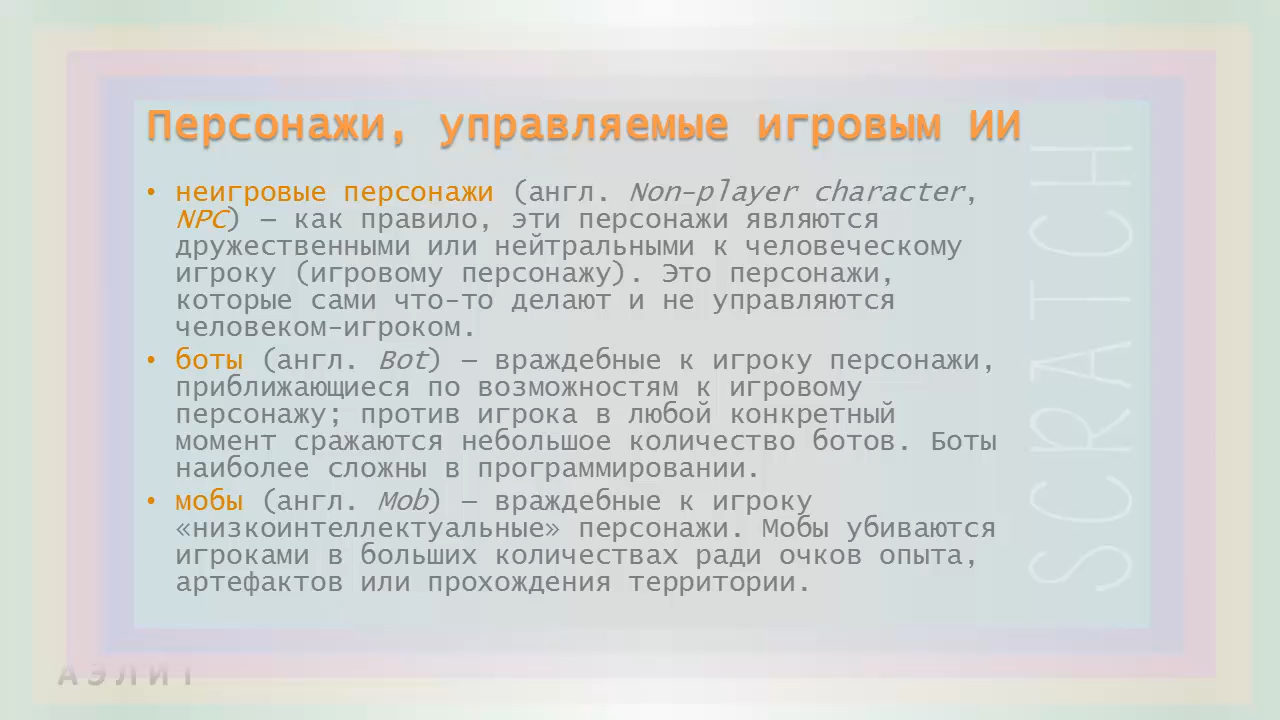 Персонажи, управляемые игровым ИИ
• неигровые персонажи (англ. Non-player character,
NPC) – как правило, эти персонажи являются
дружественными или нейтральными к человеческому
игроку (игровому персонажу). Это персонажи,
которые сами что-то делают и не управляются
человеком-игроком.
• боты (англ. Bot) – враждебные к игроку персонажи,
приближающиеся по возможностям к игровому
персонажу; против игрока в любой конкретный
момент сражаются небольшое количество ботов. Боты
наиболее сложны в программировании.
• мобы (англ. Mob) – враждебные к игроку
«низкоинтеллектуальные» персонажи. Мобы убиваются
игроками в больших количествах ради очков опыта,
артефактов или прохождения территории.
SCRATCH